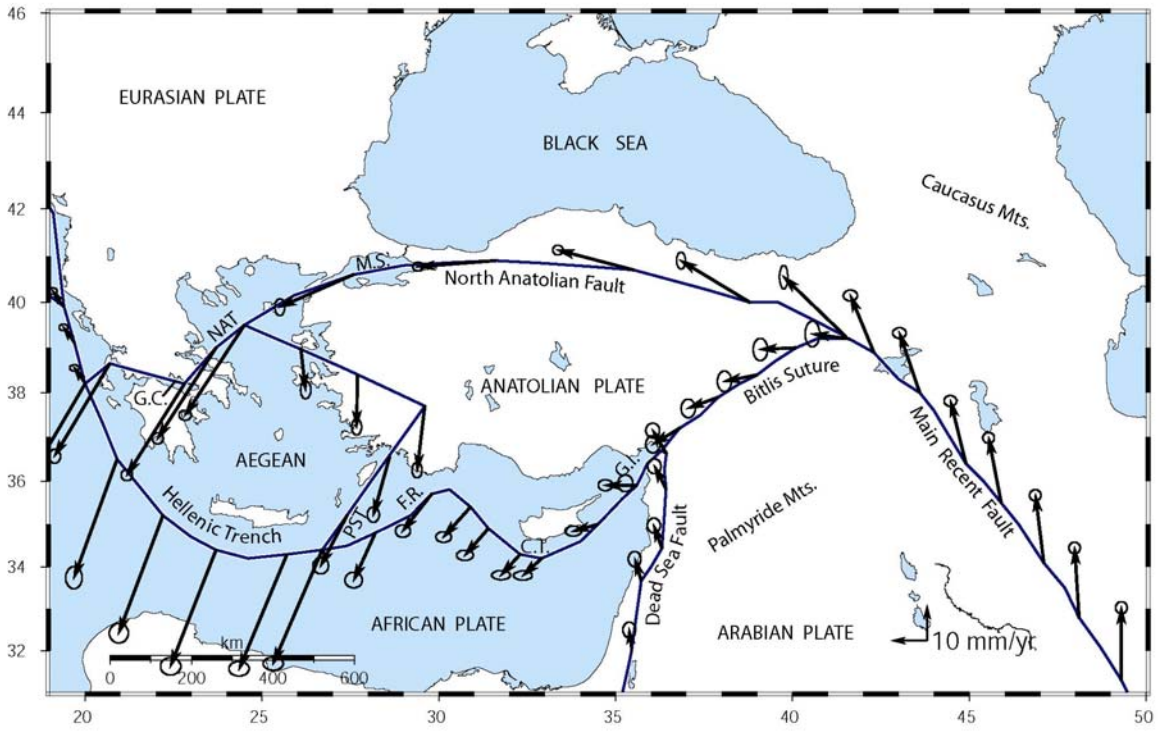 46
44
42
40
38
36
34
32
EURASIAN PLATE
BLACK SEA
Caucasus Mts.
M.S.
North Anatolian Fault
NAT
G.C.
ANATOLIAN PLATE
Bitlis Suture
AEGEAN
Main Recent Fault
G.I.
Hellenic Trench
F.R.
PST
C.T.
Palmyride Mts.
Dead Sea Fault
AFRICAN PLATE
ARABIAN PLATE
10 mm/yr.
km
0 200 400 600
20 25 30 35 40 45 50